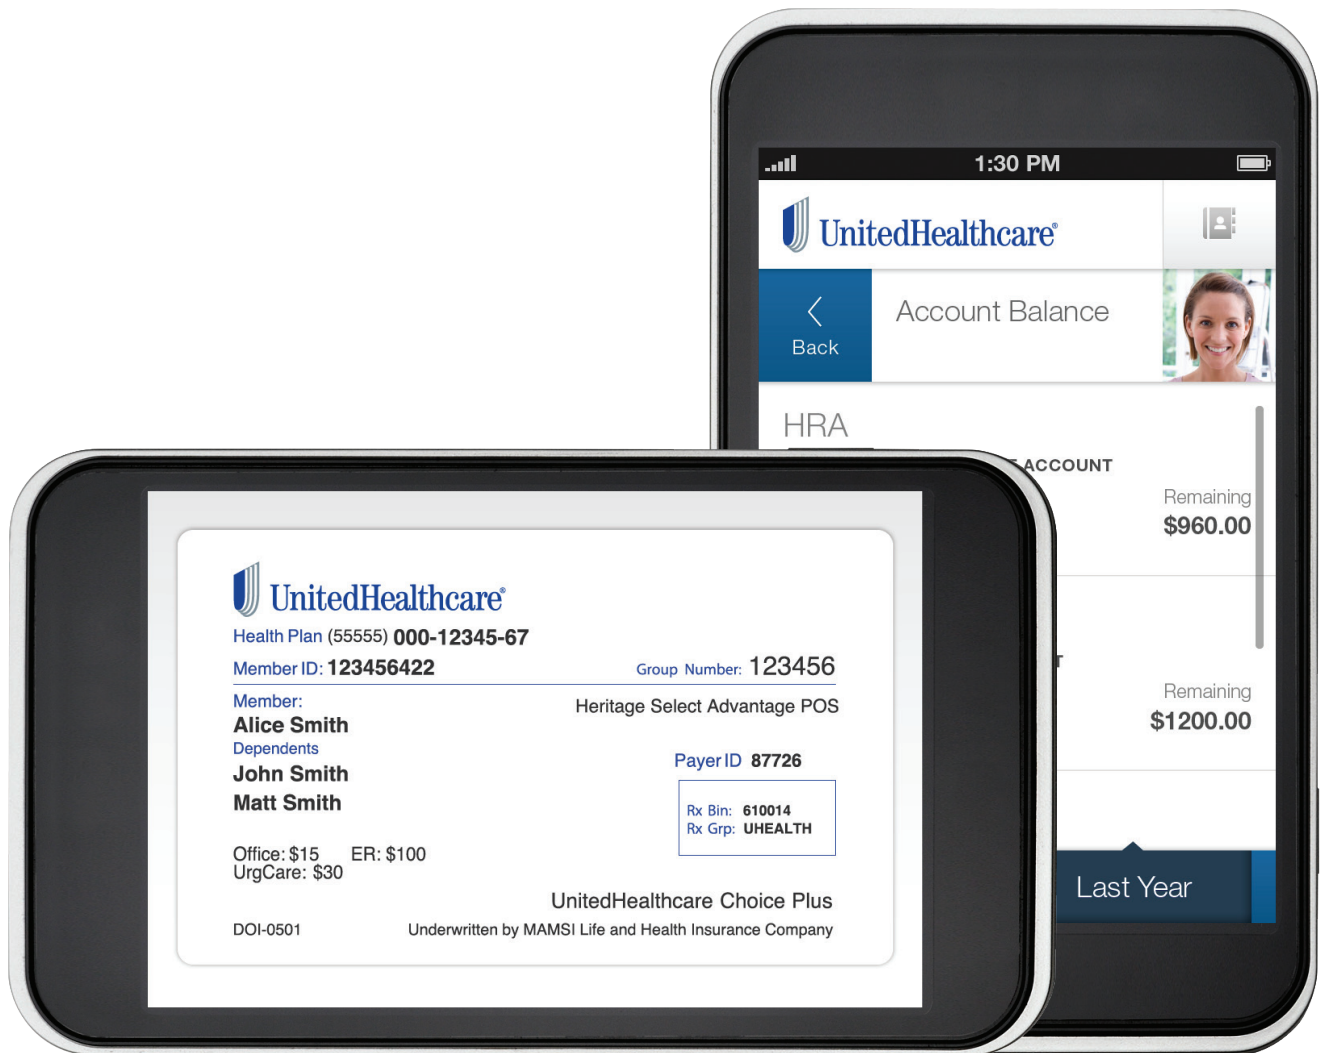 1:30 PM
UnitedHealthcare®
Back
Account Balance
HRA
ACCOUNT
Remaining
$960.00
Remaining
$1200.00
Last Year
UnitedHealthcare®
Health Plan (55555) 000-12345-67
Member ID: 123456422 Group Number: 123456
Member: Heritage Select Advantage POS
Alice Smith
Dependents
John Smith
Matt Smith
Payer ID 87726
Rx Bin: 610014
Rx Grp: UHEALTH
Office: $15 ER: $100
UrgCare: $30
UnitedHealthcare Choice Plus
DOI-0501 Underwritten by MAMSI Life and Health Insurance Company